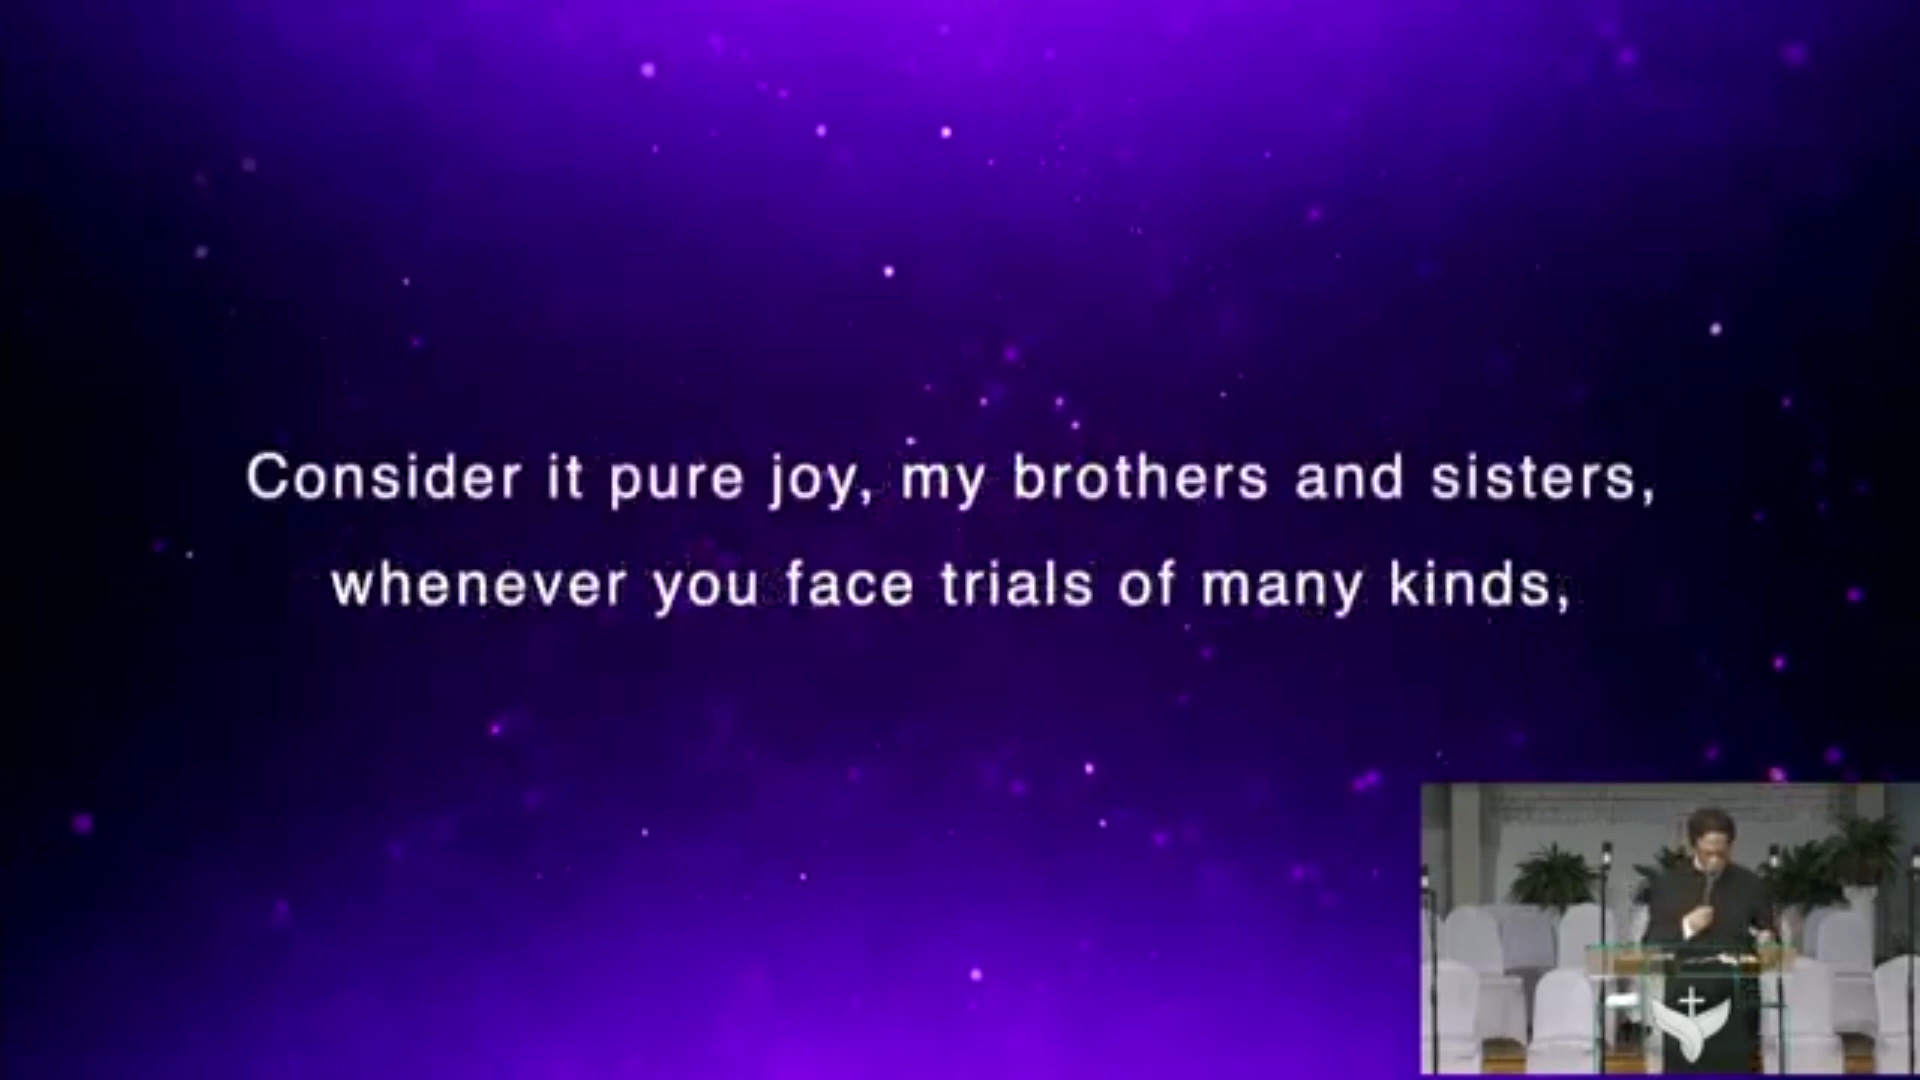 Consider it pure joy, my brothers and sisters,
whenever you face trials of many kinds,